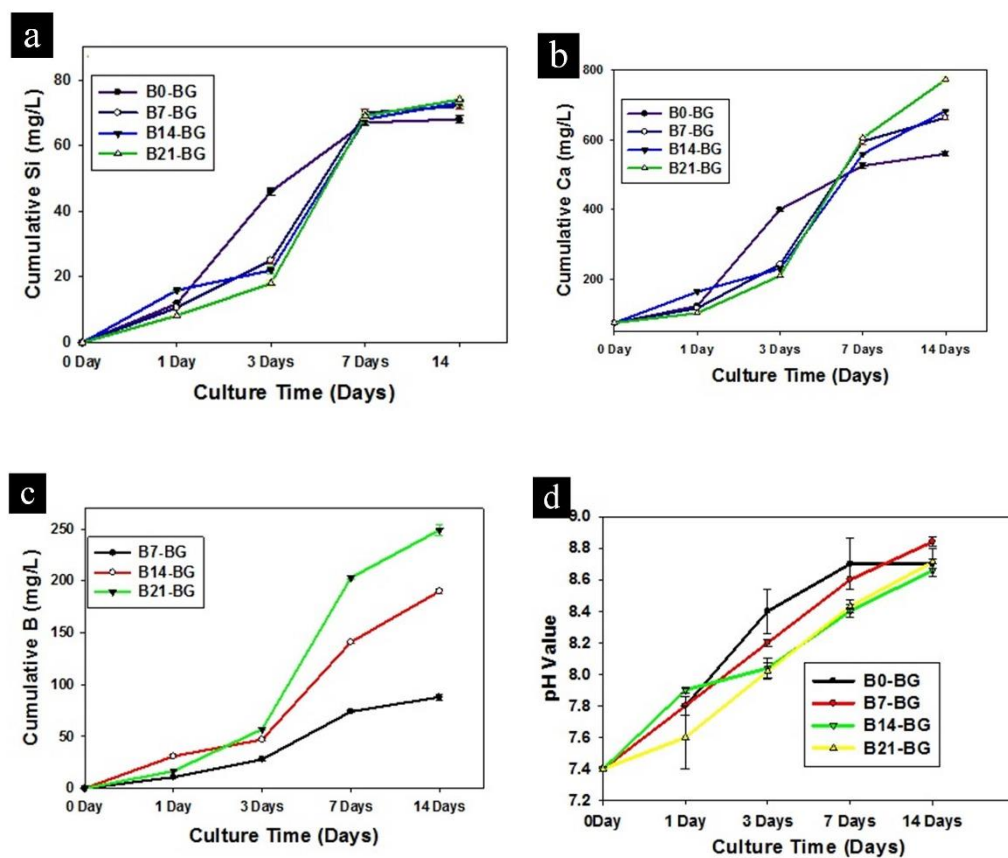 a
Cumulative Si (mg/L)
80
60
40
20
0
B0-BG
B7-BG
B14-BG
B21-BG
0 Day 1 Day 3 Days 7 Days 14
Culture Time (Days)
b
Cumulative Ca (mg/L)
800
600
400
200
B0-BG
B7-BG
B14-BG
B21-BG
0 Day 1 Day 3 Days 7 Days 14 Days
Culture Time (Days)
c
Cumulative B (mg/L)
250
200
150
100
50
0
B7-BG
B14-BG
B21-BG
0 Day 1 Day 3 Days 7 Days 14 Days
Culture Time (Days)
d
pH Value
9.0
8.8
8.6
8.4
8.2
8.0
7.8
7.6
7.4
7.2
B0-BG
B7-BG
B14-BG
B21-BG
0Day 1 Day 3 Days 7 Days 14 Days
Culture Time (Days)